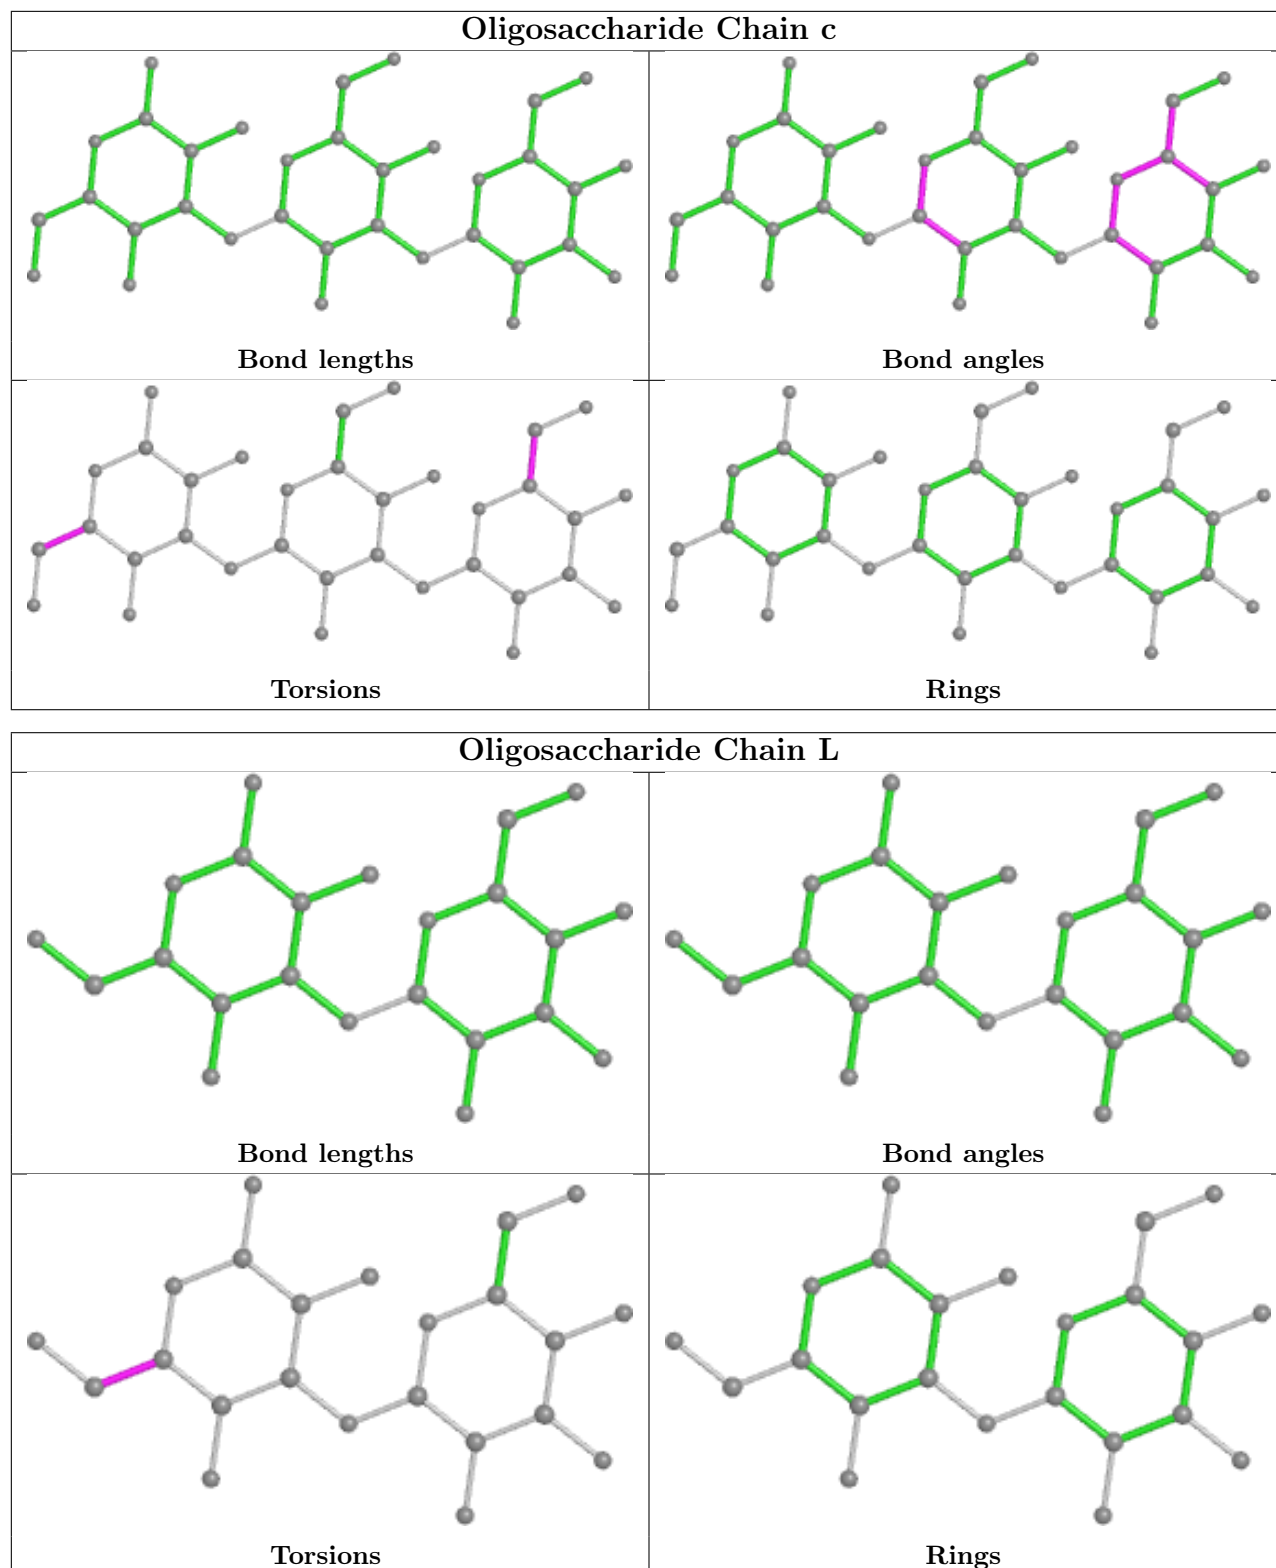 Oligosaccharide Chain c
Bond lengths
Bond angles
Torsions
Rings
Oligosaccharide Chain L
Bond lengths
Bond angles
Torsions
Rings